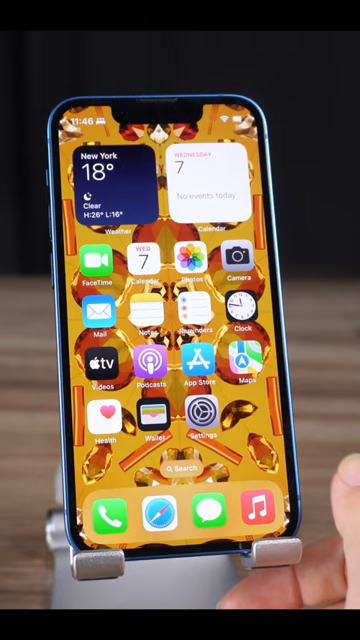 11:46
New York
18°
Clear
H:26° L:16°
Weather
WEDNESDAY
7
No events today
Calendar
FaceTime
WED
7
Calendar
Photos
Camera
Mail
Notes
Reminders
Clock
tv
Videos
Podcasts
App Store
Maps
Health
Wallet
Settings
Search